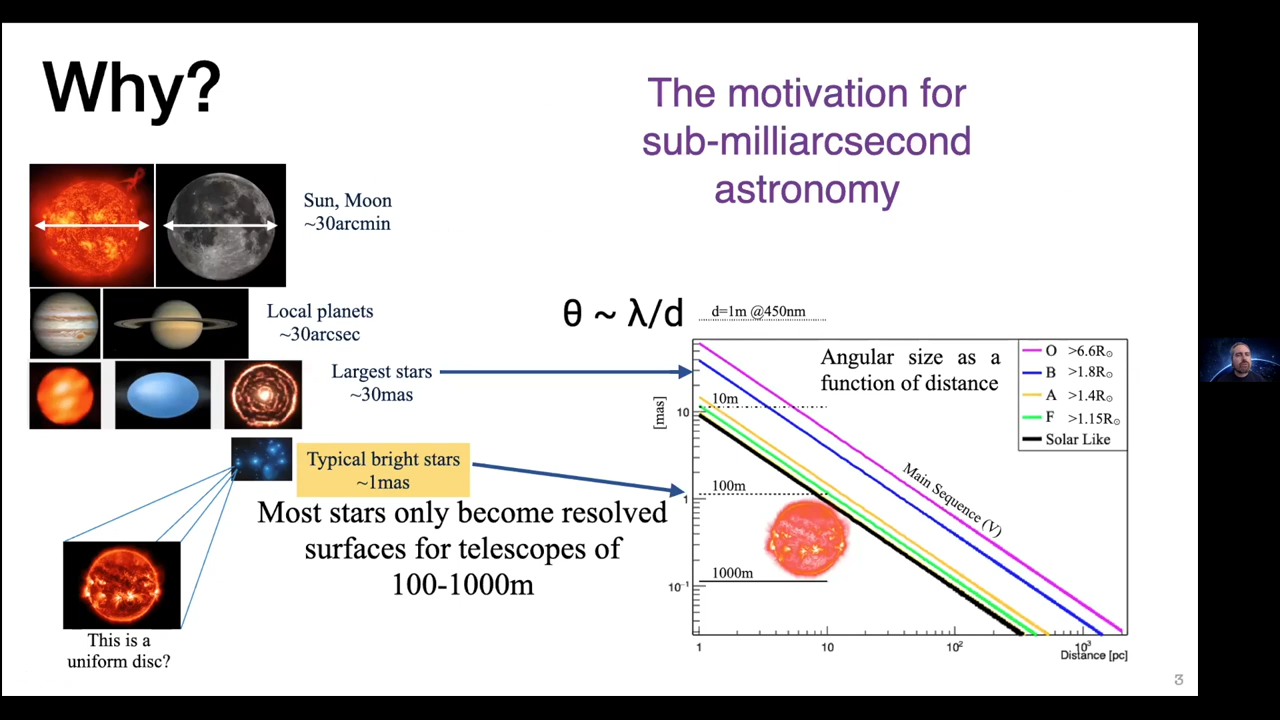 Why?
The motivation for
sub-milliarcsecond
astronomy
Sun, Moon
~30arcmin
Local planets
~30arcsec
Largest stars
~30mas
Typical bright stars
~1mas
Most stars only become resolved
surfaces for telescopes of
100-1000m
This is a
uniform disc?
θ ~ λ/d
d=1m @450nm
Angular size as a
function of distance
O >6.6R☉
B >1.8R☉
A >1.4R☉
F >1.15R☉
Solar Like
[mas]
10
1
10⁻¹
10m
100m
1000m
Main Sequence (V)
1
10
10²
10³
Distance [pc]
3